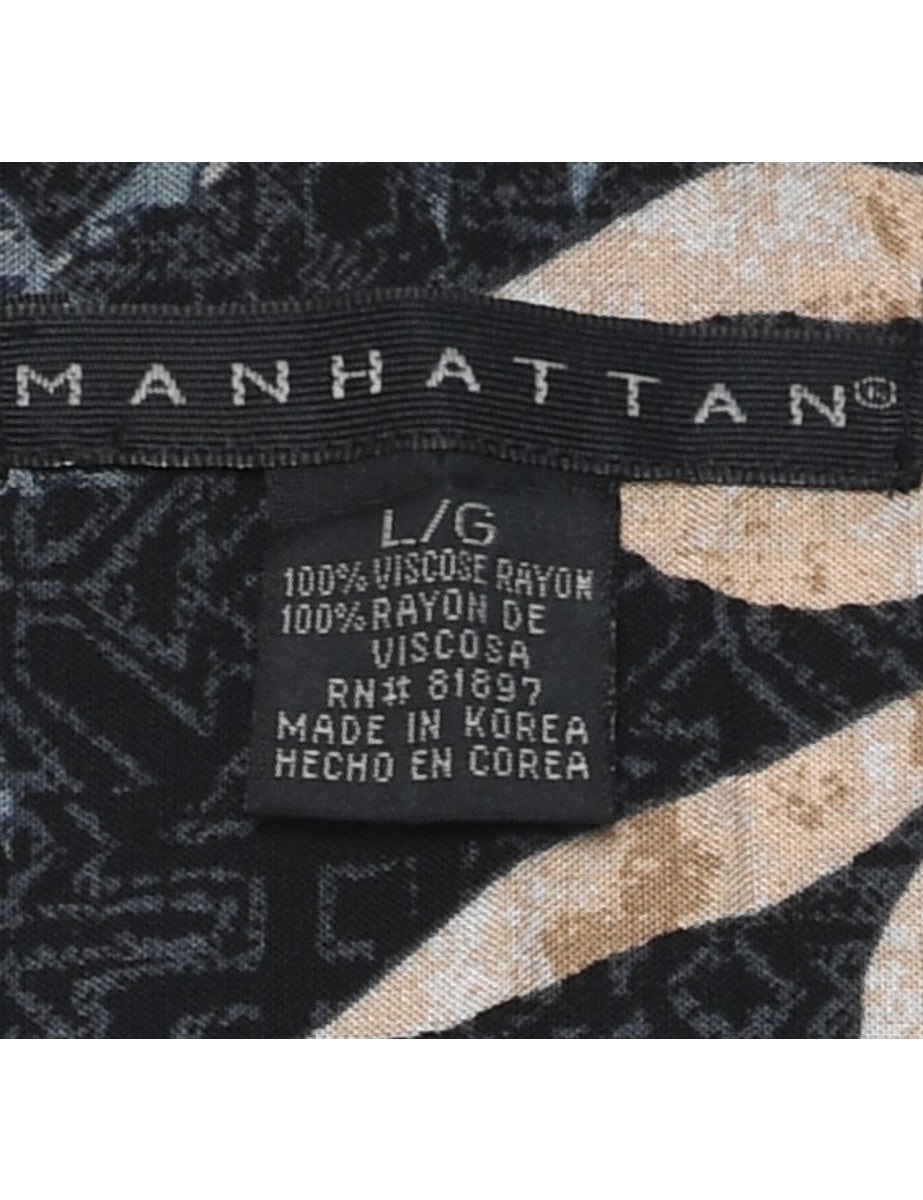 MANHATTAN®
L/G
100% VISCOSE RAYON
100% RAYON DE
VISCOSA
RN# 81897
MADE IN KOREA
HECHO EN COREA